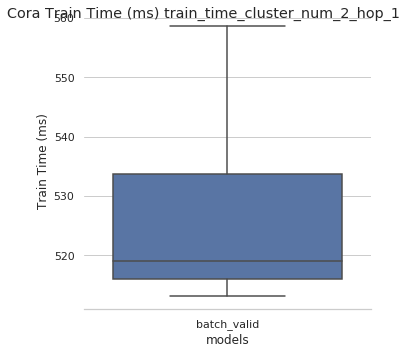 Cora Train Time (ms) train_time_cluster_num_2_hop_1
560
550
540
530
520
Train Time (ms)
batch_valid
models